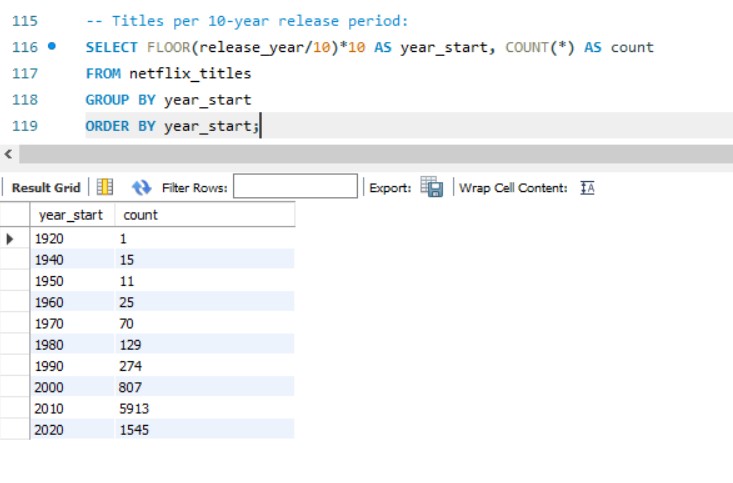 115 -- Titles per 10-year release period:
116 SELECT FLOOR(release_year/10)*10 AS year_start, COUNT(*) AS count
117 FROM netflix_titles
118 GROUP BY year_start
119 ORDER BY year_start;
Result Grid Filter Rows: Export: Wrap Cell Content: IA
year_start count
1920 1
1940 15
1950 11
1960 25
1970 70
1980 129
1990 274
2000 807
2010 5913
2020 1545